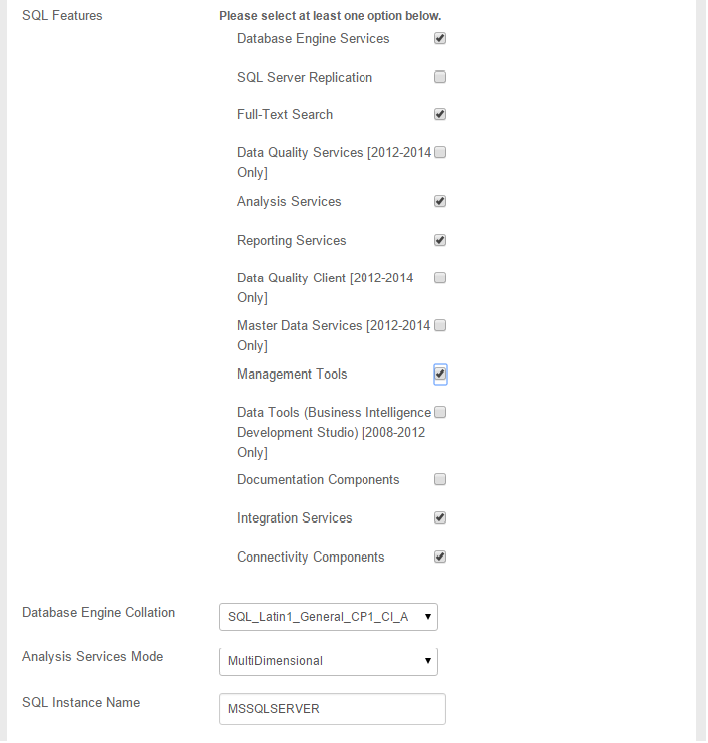 SQL Features
Please select at least one option below.
Database Engine Services
SQL Server Replication
Full-Text Search
Data Quality Services [2012-2014
Only]
Analysis Services
Reporting Services
Data Quality Client [2012-2014
Only]
Master Data Services [2012-2014
Only]
Management Tools
Data Tools (Business Intelligence
Development Studio) [2008-2012
Only]
Documentation Components
Integration Services
Connectivity Components
Database Engine Collation
SQL_Latin1_General_CP1_CI_A
Analysis Services Mode
MultiDimensional
SQL Instance Name
MSSQLSERVER